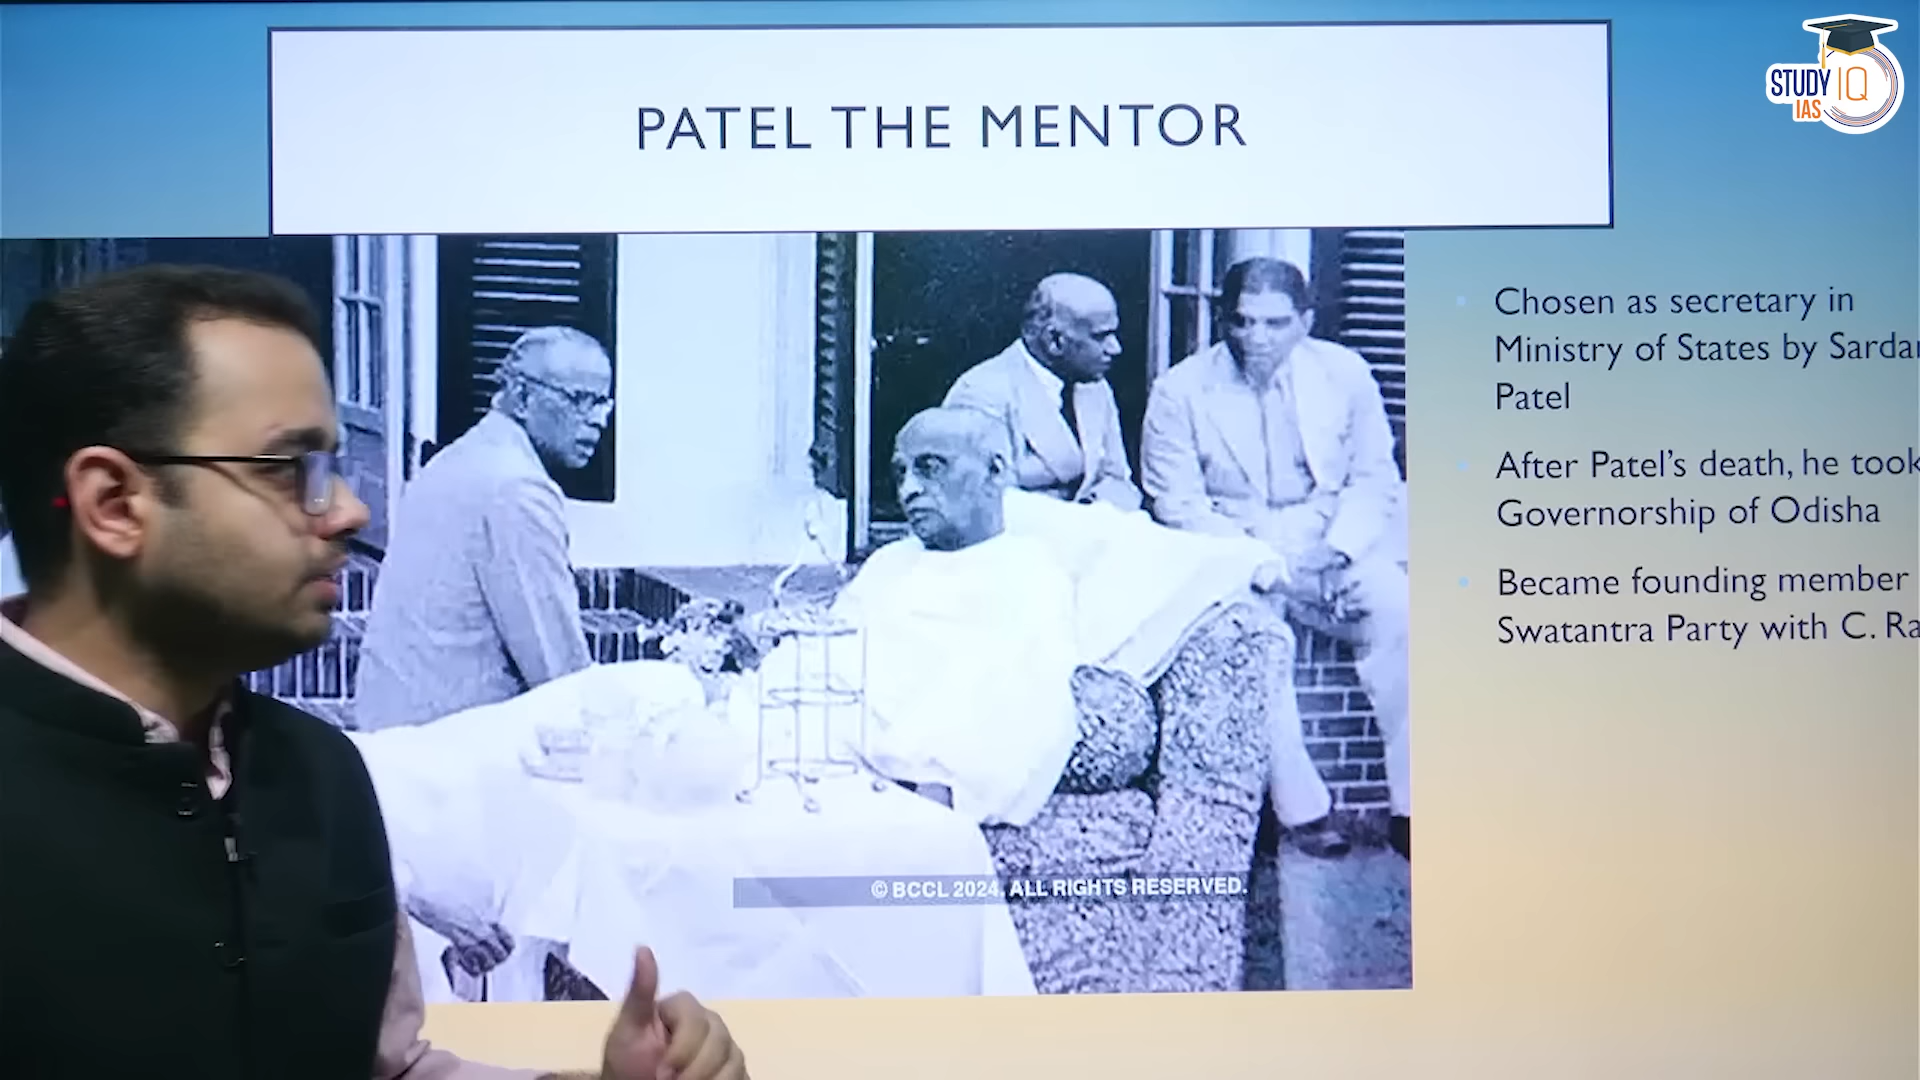 PATEL THE MENTOR
STUDY IQ
IAS
Chosen as secretary in
Ministry of States by Sardar
Patel
After Patel's death, he took
Governorship of Odisha
Became founding member
Swatantra Party with C.
© BCCL 2024. ALL RIGHTS RESERVED.